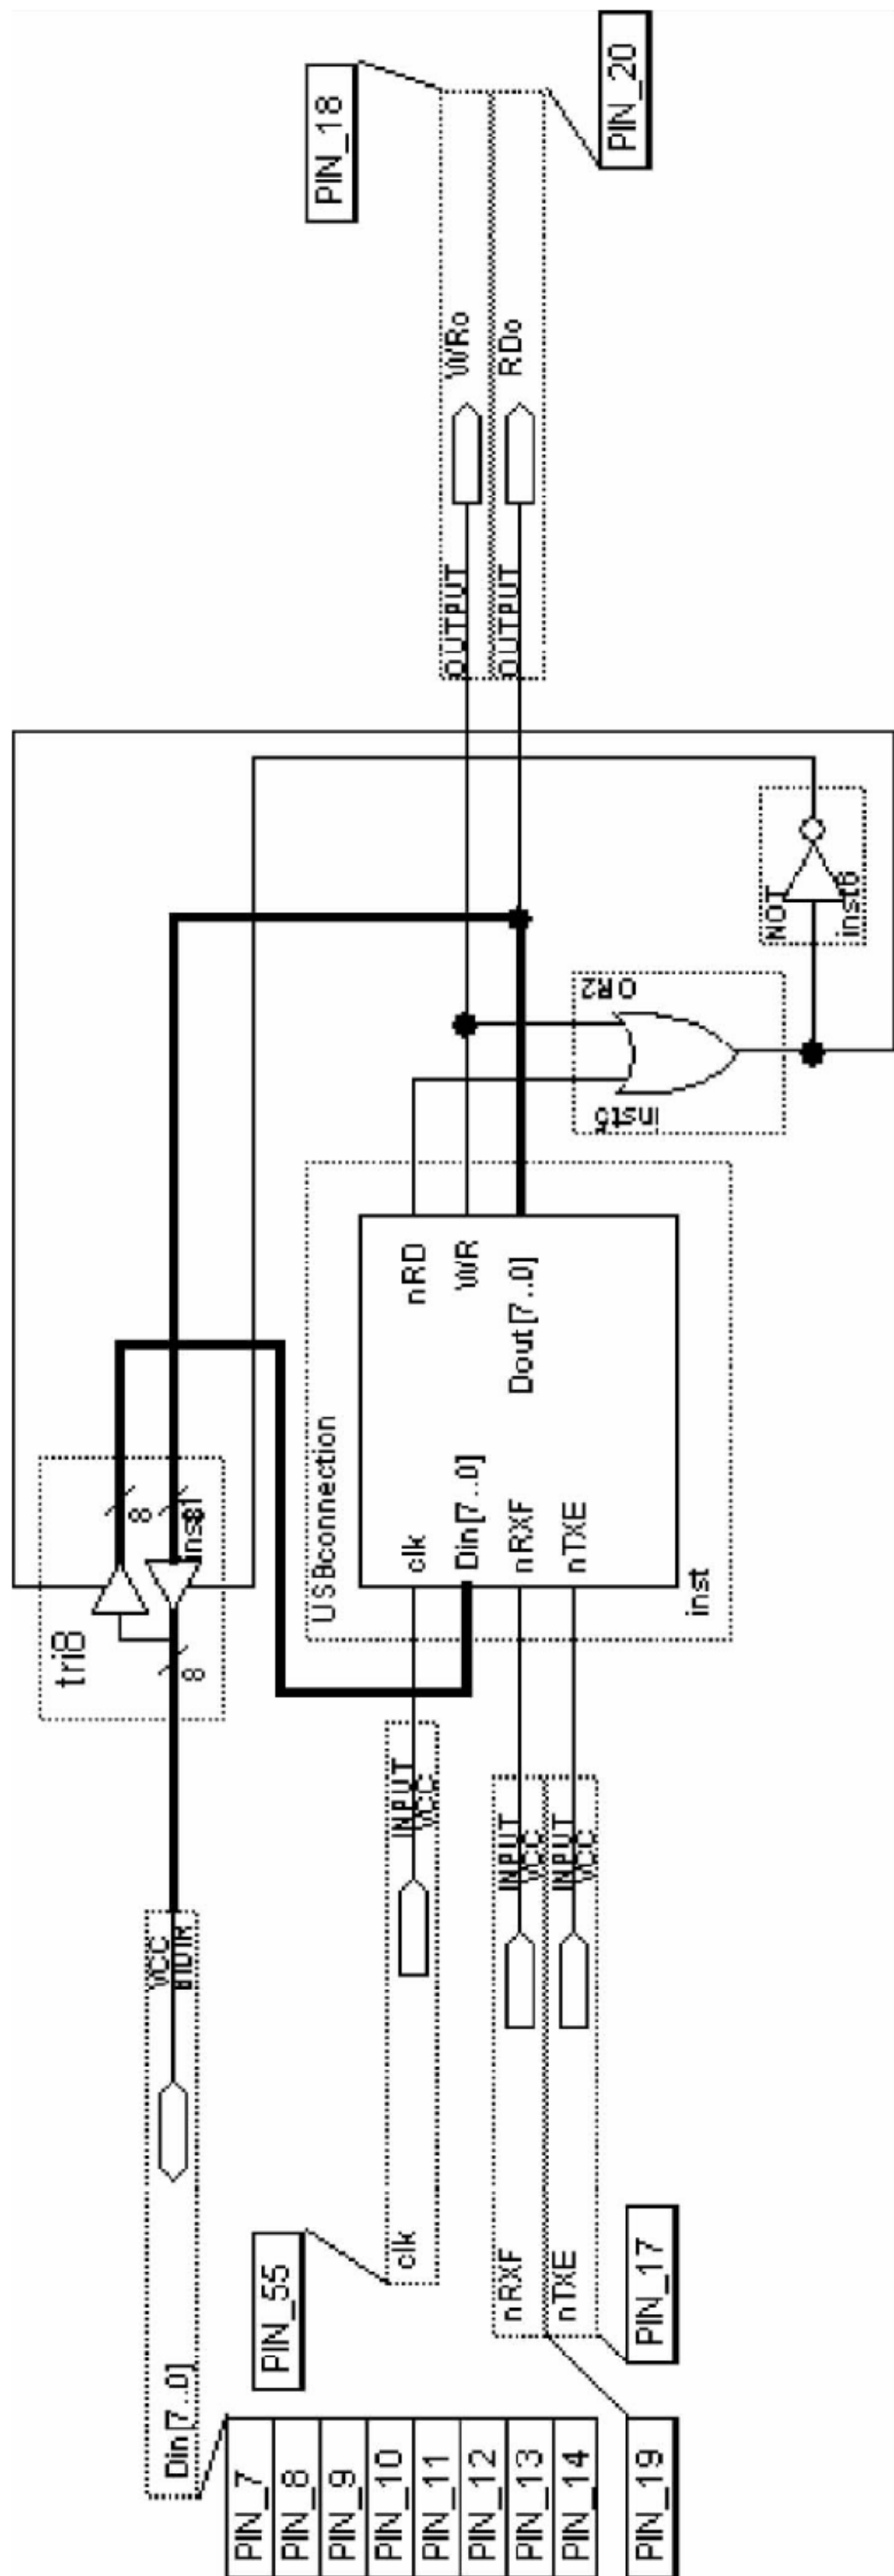 PIN_18
PIN_20
WRo
RDo
OUTPUT
OUTPUT
NOT
inst6
OR2
inst5
tri8
8
8
8
USBconnection
clk
Din[7..0]
nRXF
nTXE
nRD
WR
Dout[7..0]
inst
VCC
BIDIR
Din[7..0]
INPUT
VCC
clk
INPUT
VCC
nRXF
INPUT
VCC
nTXE
PIN_55
PIN_17
PIN_19
PIN_7
PIN_8
PIN_9
PIN_10
PIN_11
PIN_12
PIN_13
PIN_14